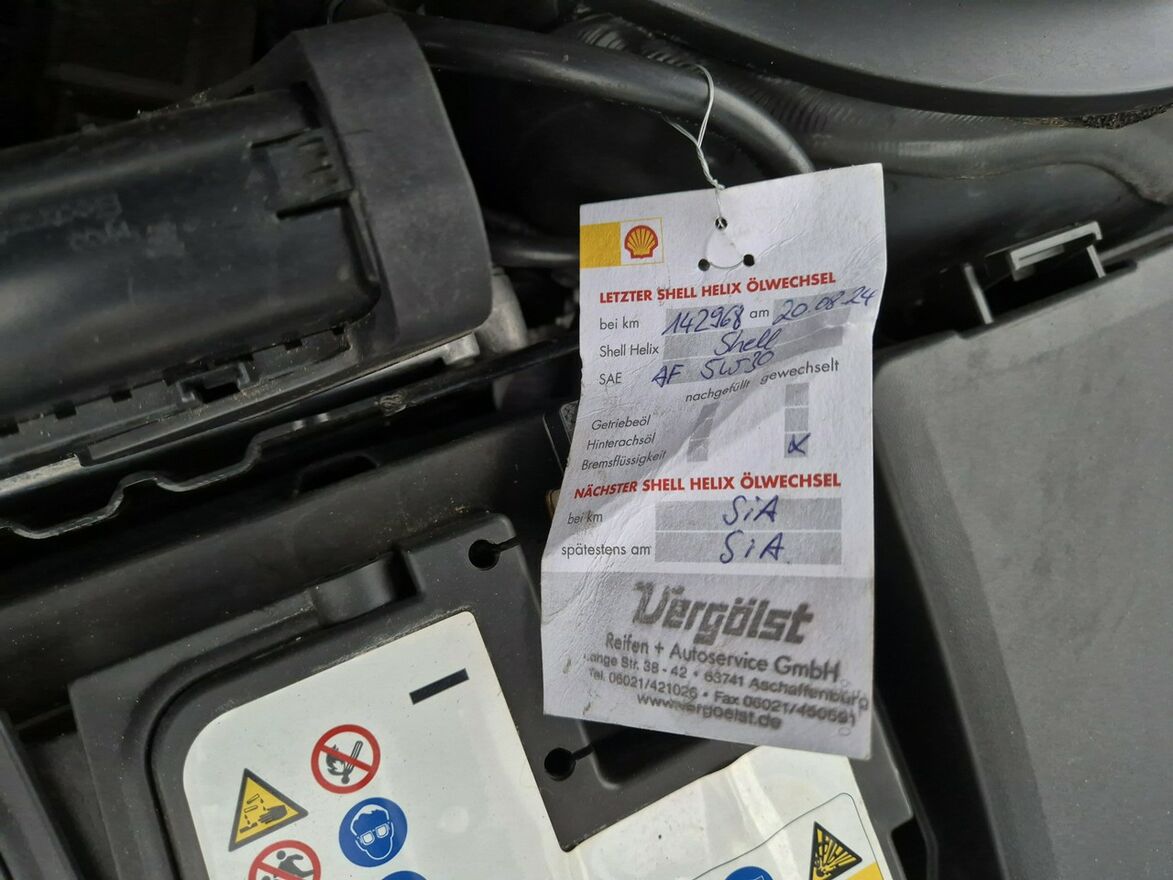 LETZTER SHELL HELIX ÖLWECHSEL
bei km 142968 am 20.08.24
Shell Helix Shell
SAE AF 5W30
nachgefüllt gewechselt
Getriebeöl
Hinterachsöl
Bremsflüssigkeit
NÄCHSTER SHELL HELIX ÖLWECHSEL
bei km SiA
spätestens am SiA
Vergölst
Reifen + Autoservice GmbH
Lange Str. 38 - 42 • 63741 Aschaffenburg
Tel. 06021/421026 • Fax
www.vergoelst.de